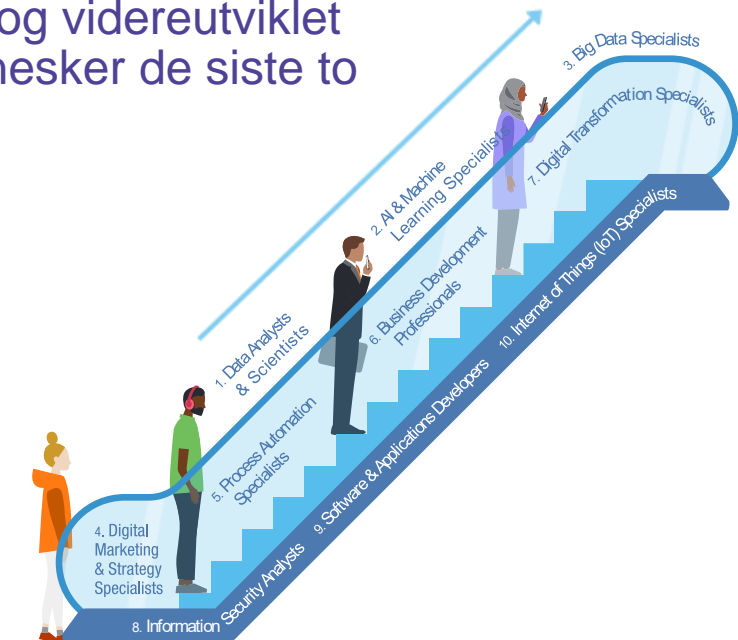 og videreutviklet
nesker de siste to
1. Data Analysts
& Scientists
2. AI & Machine
Learning Specialists
3. Big Data Specialists
4. Digital
Marketing
& Strategy
Specialists
5. Process Automation
Specialists
6. Business Development
Professionals
7. Digital Transformation Specialists
8. Information Security Analysts
9. Software & Applications Developers
10. Internet of Things (IoT) Specialists